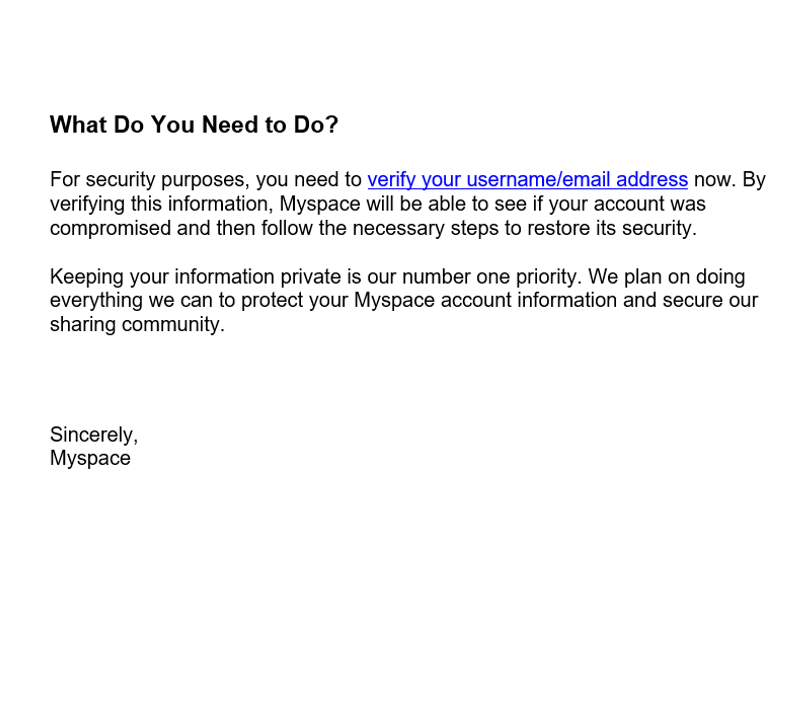 What Do You Need to Do?
For security purposes, you need to verify your username/email address now. By
verifying this information, Myspace will be able to see if your account was
compromised and then follow the necessary steps to restore its security.
Keeping your information private is our number one priority. We plan on doing
everything we can to protect your Myspace account information and secure our
sharing community.
Sincerely,
Myspace